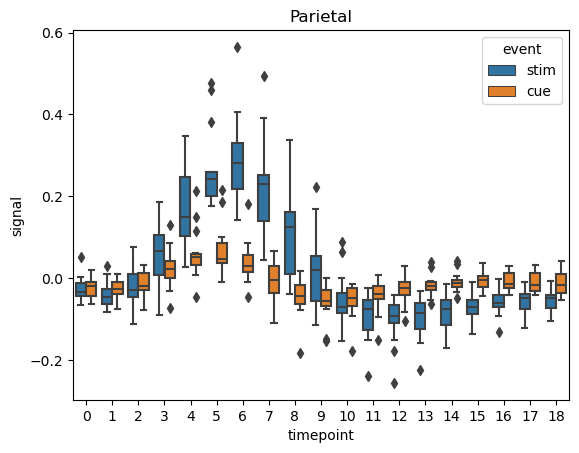 Parietal
event
stim
cue
0.6
0.4
0.2
0.0
−0.2
signal
0 1 2 3 4 5 6 7 8 9 10 11 12 13 14 15 16 17 18
timepoint